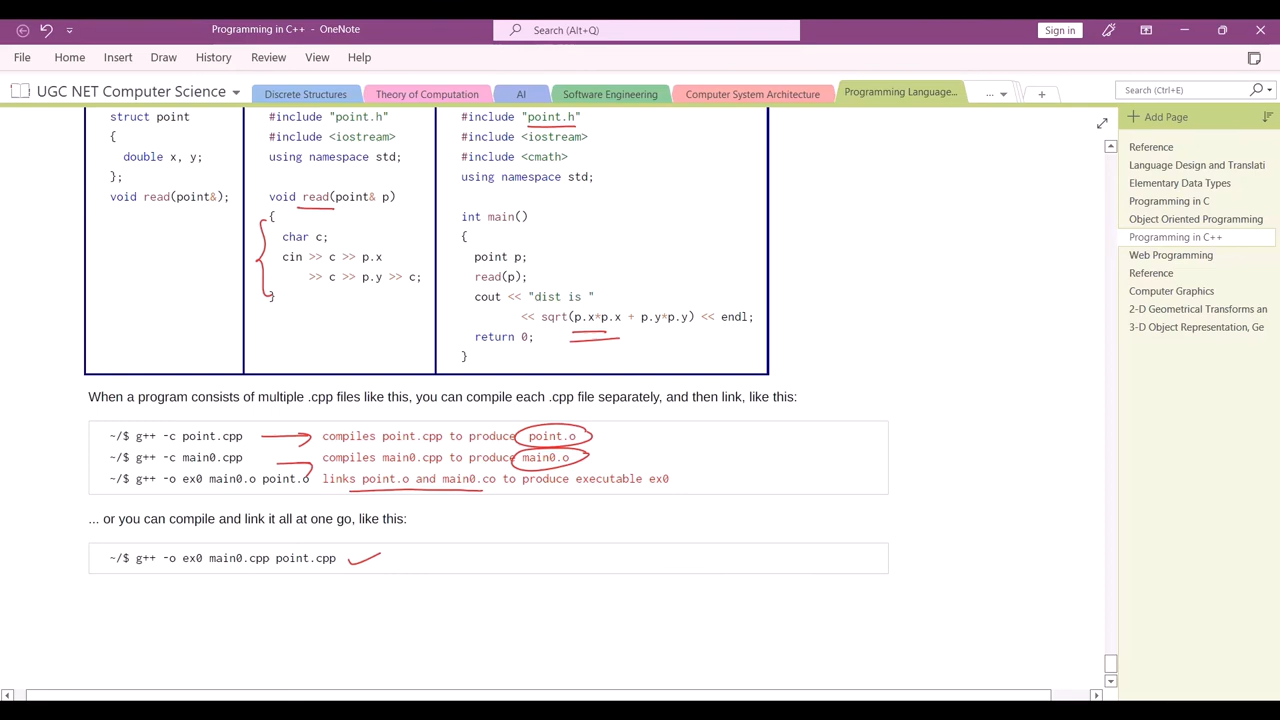 Programming in C++ - OneNote
Search (Alt+Q)
Sign in
File Home Insert Draw History Review View Help
UGC NET Computer Science
Discrete Structures
Theory of Computation
AI
Software Engineering
Computer System Architecture
Programming Language...
...
Search (Ctrl+E)
struct point
{
double x, y;
};
void read(point&);
#include "point.h"
#include <iostream>
using namespace std;
void read(point& p)
{
char c;
cin >> c >> p.x
>> c >> p.y >> c;
}
#include "point.h"
#include <iostream>
#include <cmath>
using namespace std;
int main()
{
point p;
read(p);
cout << "dist is "
<< sqrt(p.x*p.x + p.y*p.y) << endl;
return 0;
}
When a program consists of multiple .cpp files like this, you can compile each .cpp file separately, and then link, like this:
~/$ g++ -c point.cpp compiles point.cpp to produce point.o
~/$ g++ -c main0.cpp compiles main0.cpp to produce main0.o
~/$ g++ -o ex0 main0.o point.o links point.o and main0.co to produce executable ex0
... or you can compile and link it all at one go, like this:
~/$ g++ -o ex0 main0.cpp point.cpp
Add Page
Reference
Language Design and Translati
Elementary Data Types
Programming in C
Object Oriented Programming
Programming in C++
Web Programming
Reference
Computer Graphics
2-D Geometrical Transforms an
3-D Object Representation, Ge